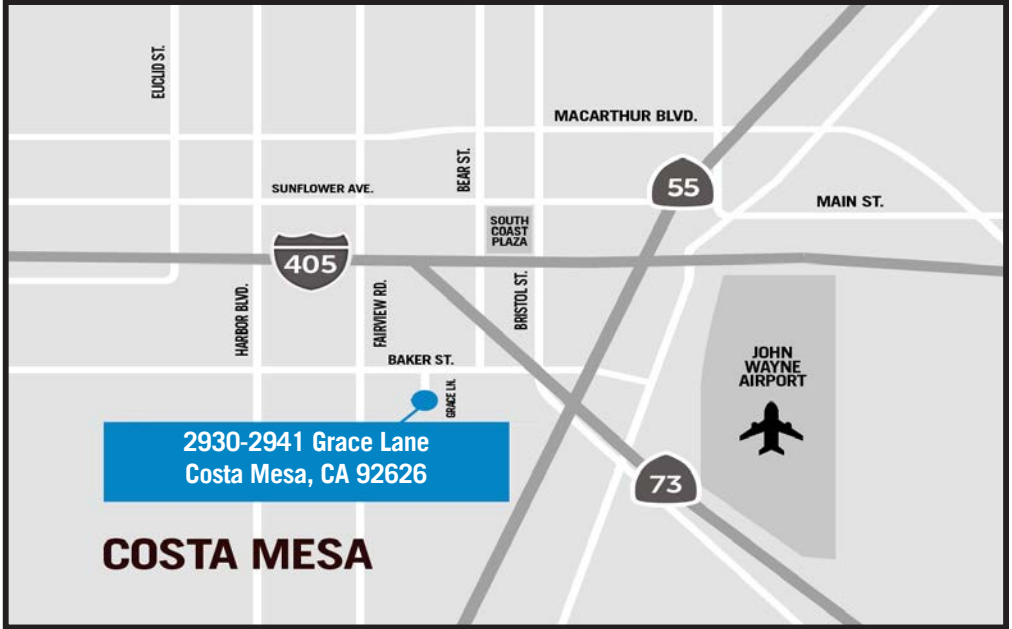 EUCLID ST.
MACARTHUR BLVD.
BEAR ST.
SUNFLOWER AVE.
55
MAIN ST.
SOUTH
COAST
PLAZA
405
HARBOR BLVD.
FAIRVIEW RD.
BRISTOL ST.
BAKER ST.
GRACE LN.
JOHN
WAYNE
AIRPORT
2930-2941 Grace Lane
Costa Mesa, CA 92626
73
COSTA MESA